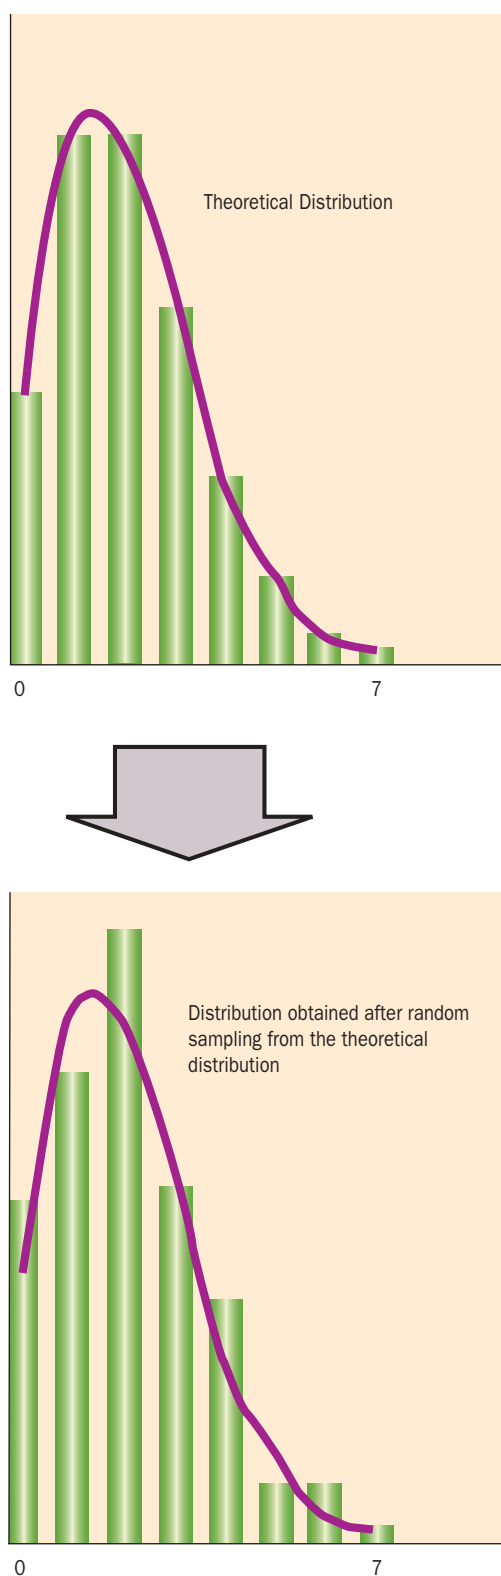 Theoretical Distribution
0 7
Distribution obtained after random
sampling from the theoretical
distribution
0 7